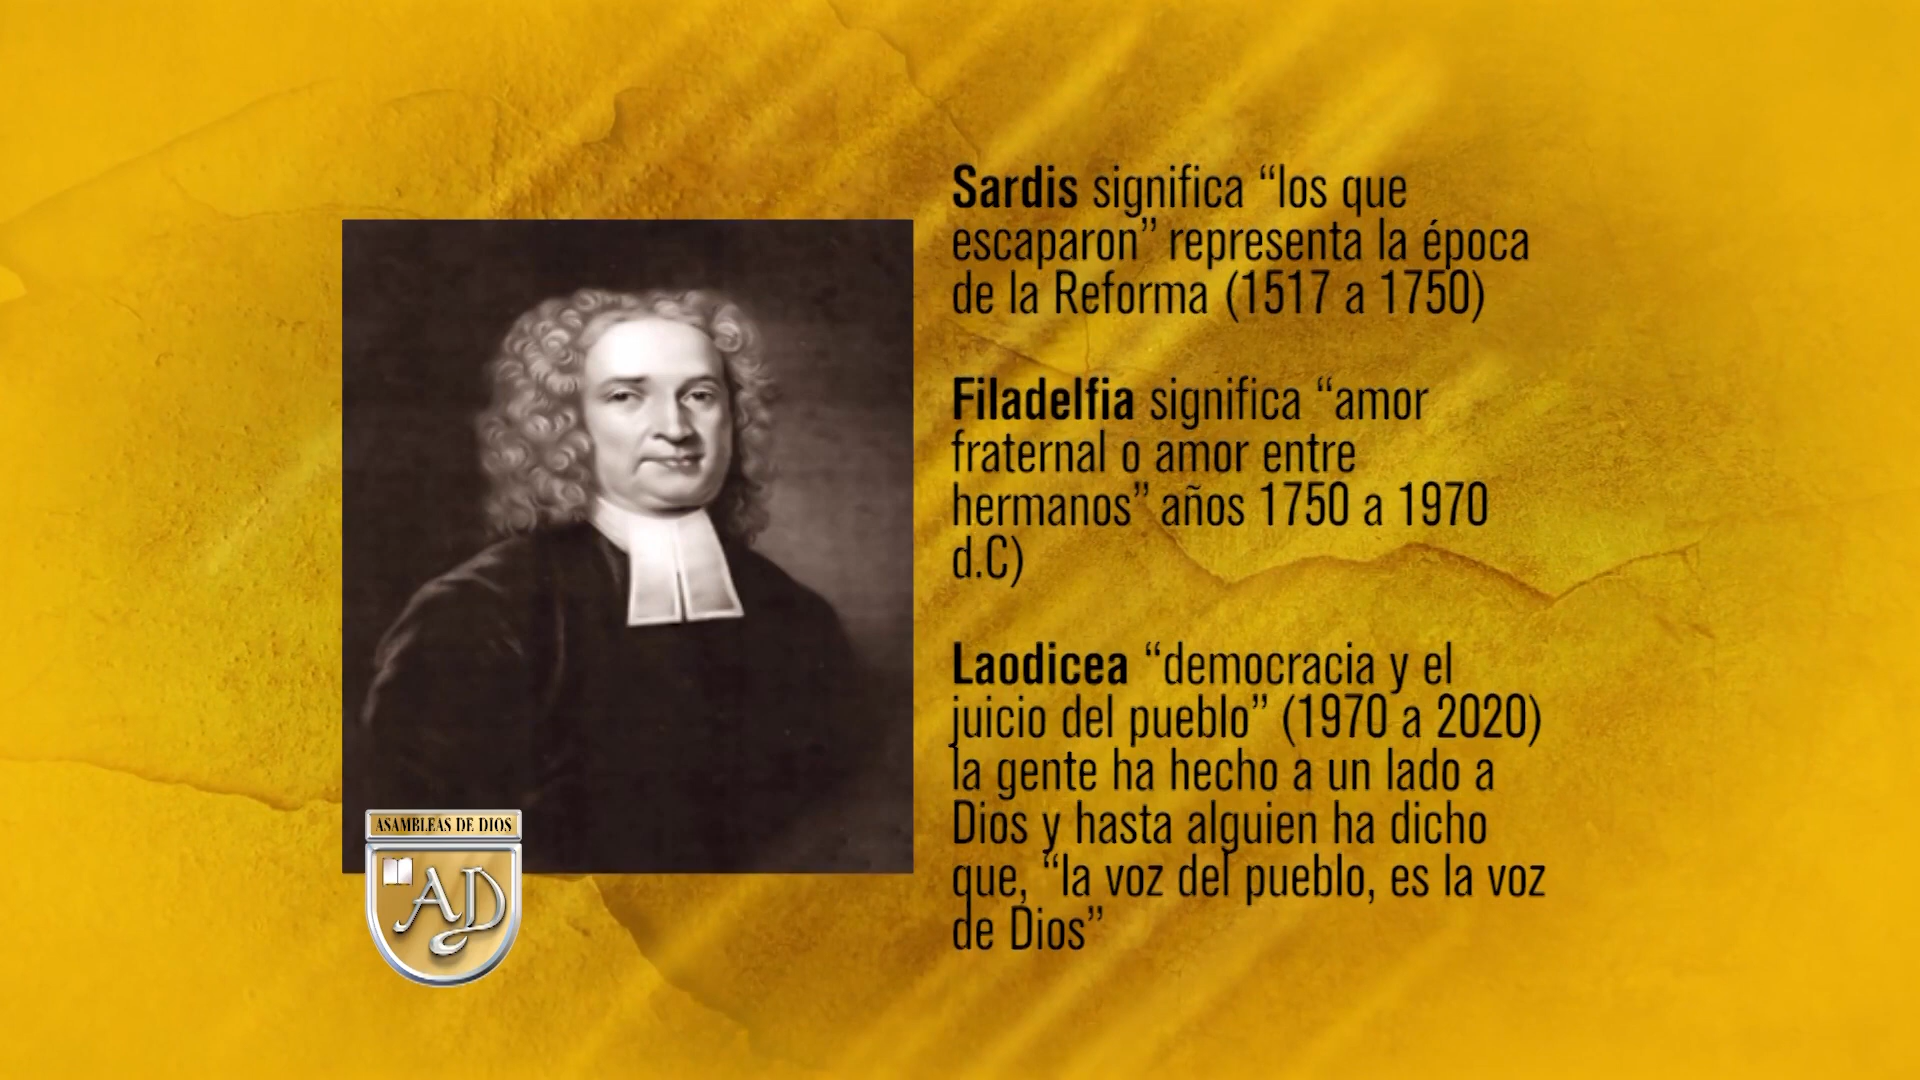 Sardis significa “los que
escaparon” representa la época
de la Reforma (1517 a 1750)
Filadelfia significa “amor
fraternal o amor entre
hermanos” años 1750 a 1970
d.C)
Laodicea “democracia y el
juicio del pueblo” (1970 a 2020)
la gente ha hecho a un lado a
Dios y hasta alguien ha dicho
que, “la voz del pueblo, es la voz
de Dios”
ASAMBLEAS DE DIOS
AD